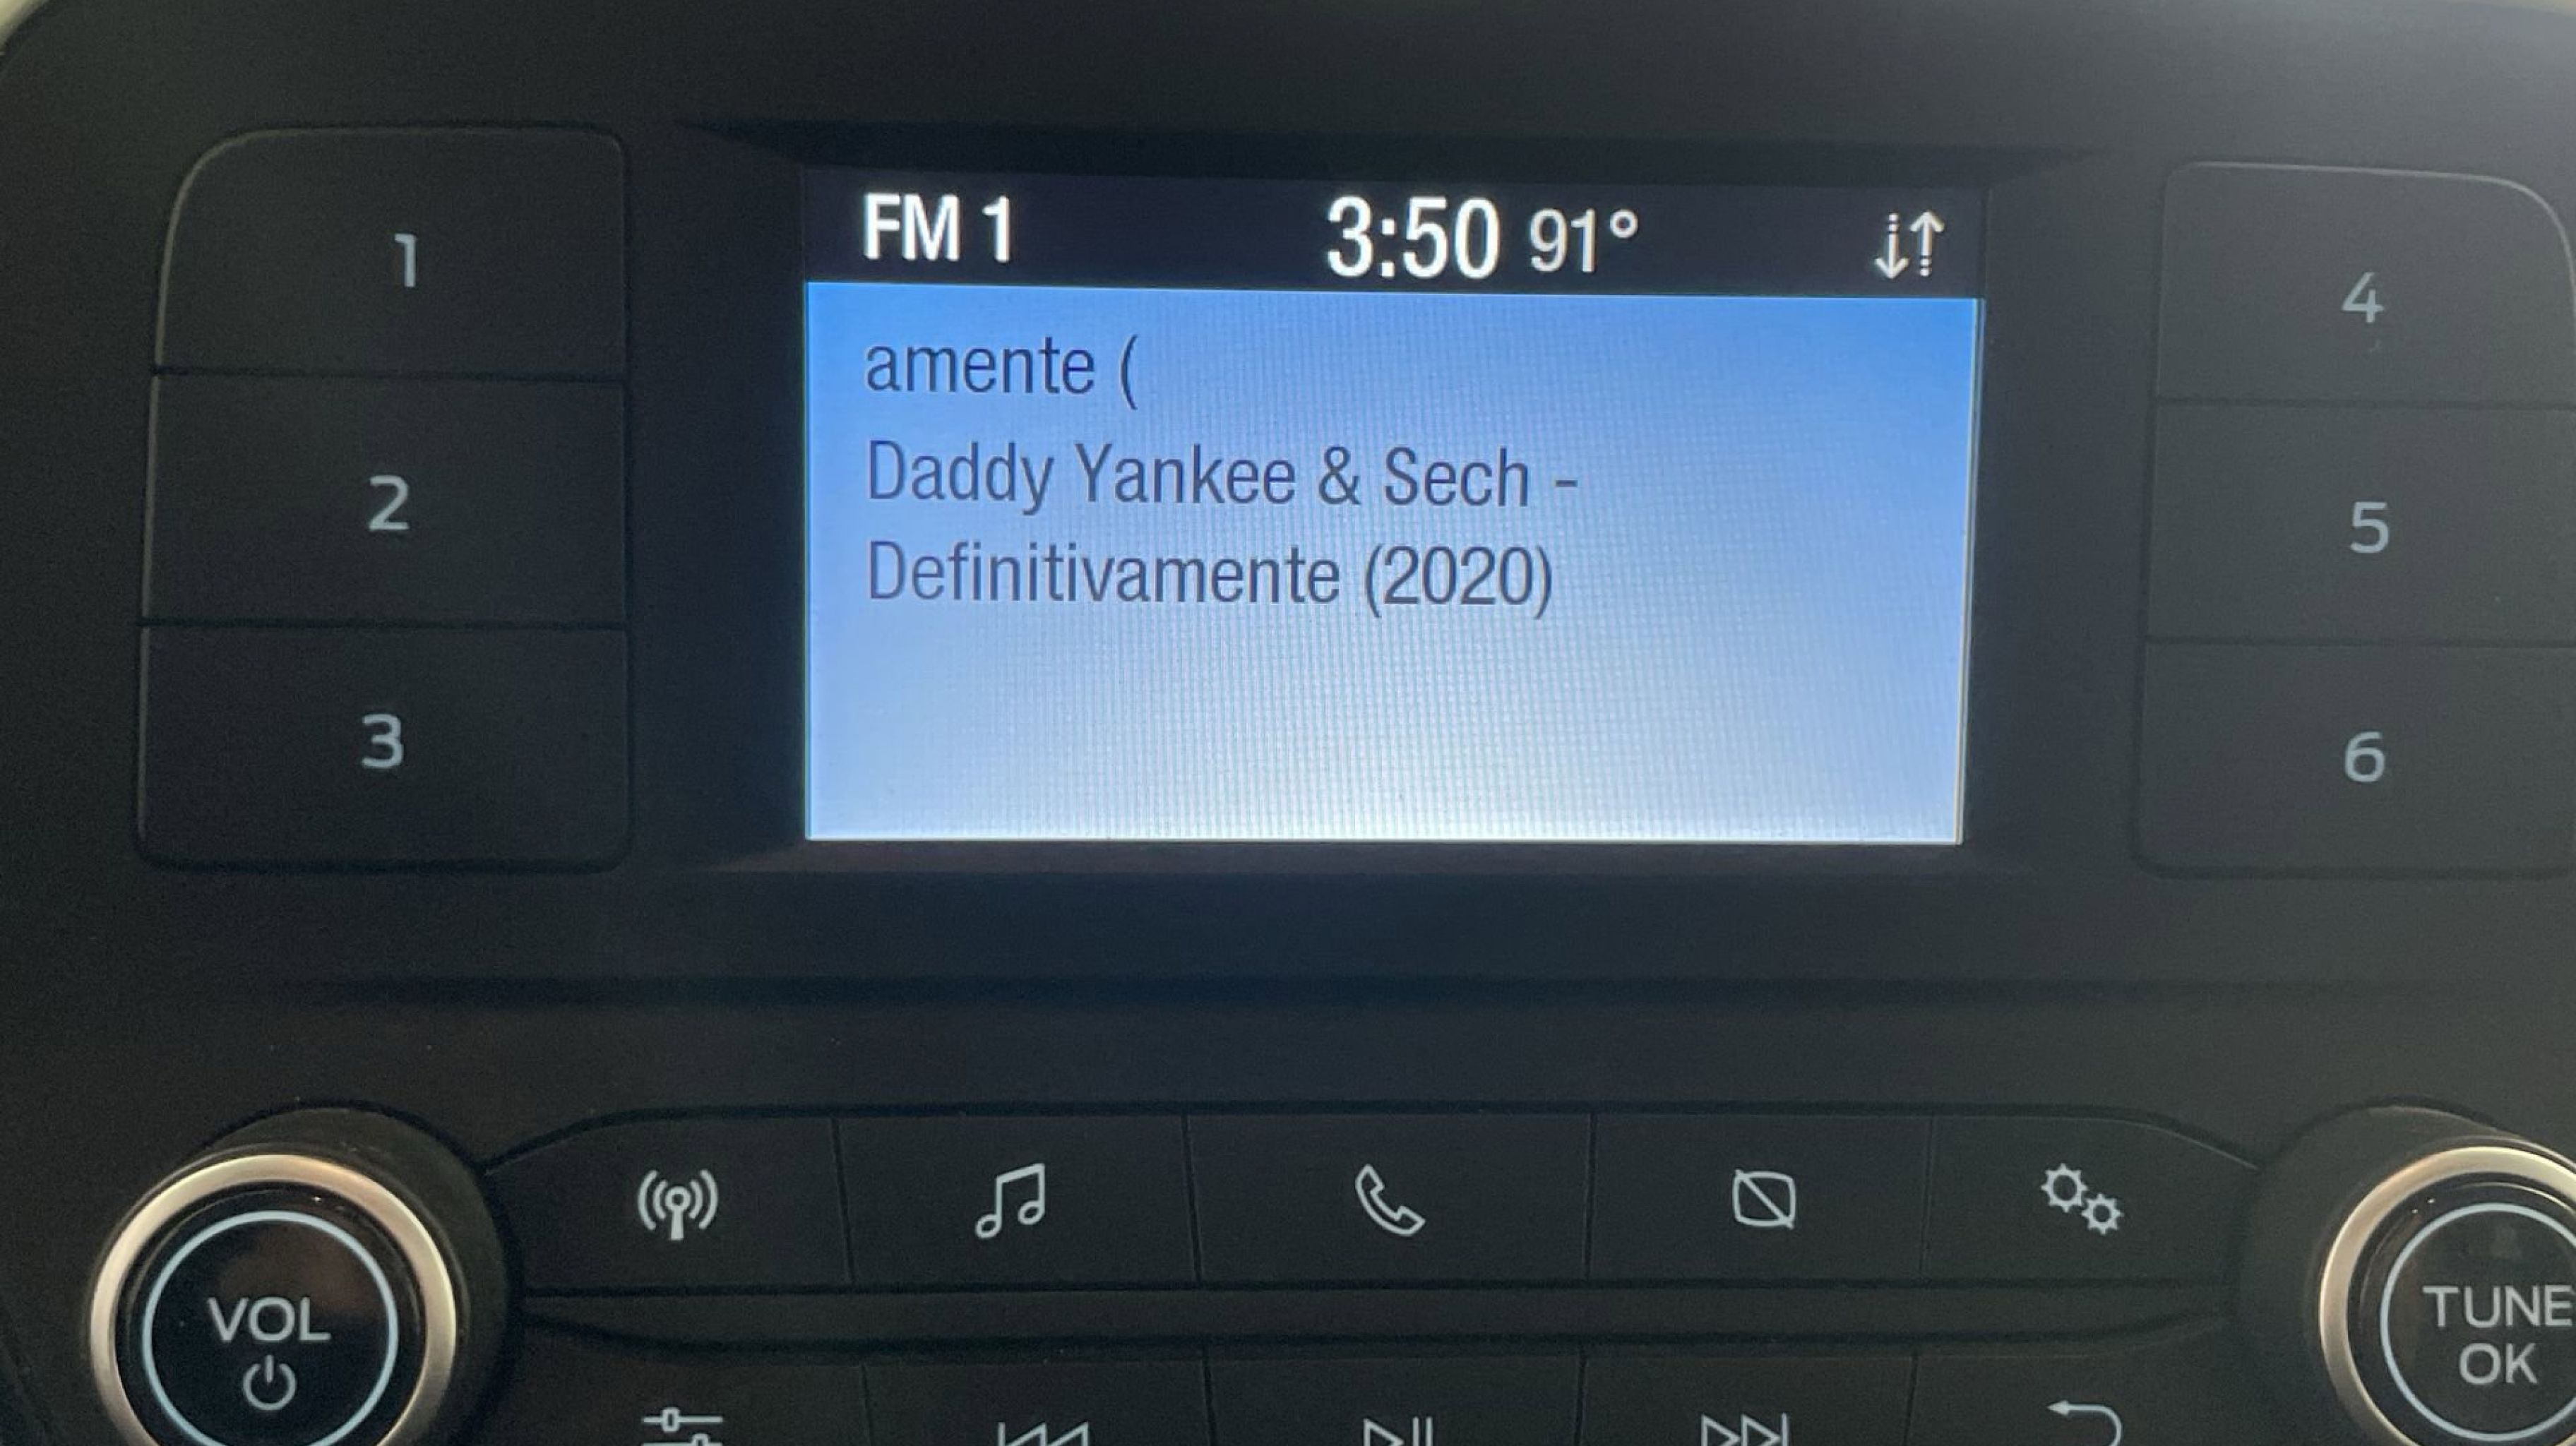 FM 1 3:50 91°
amente (
Daddy Yankee & Sech -
Definitivamente (2020)
1
2
3
4
5
6
VOL
TUNE
OK